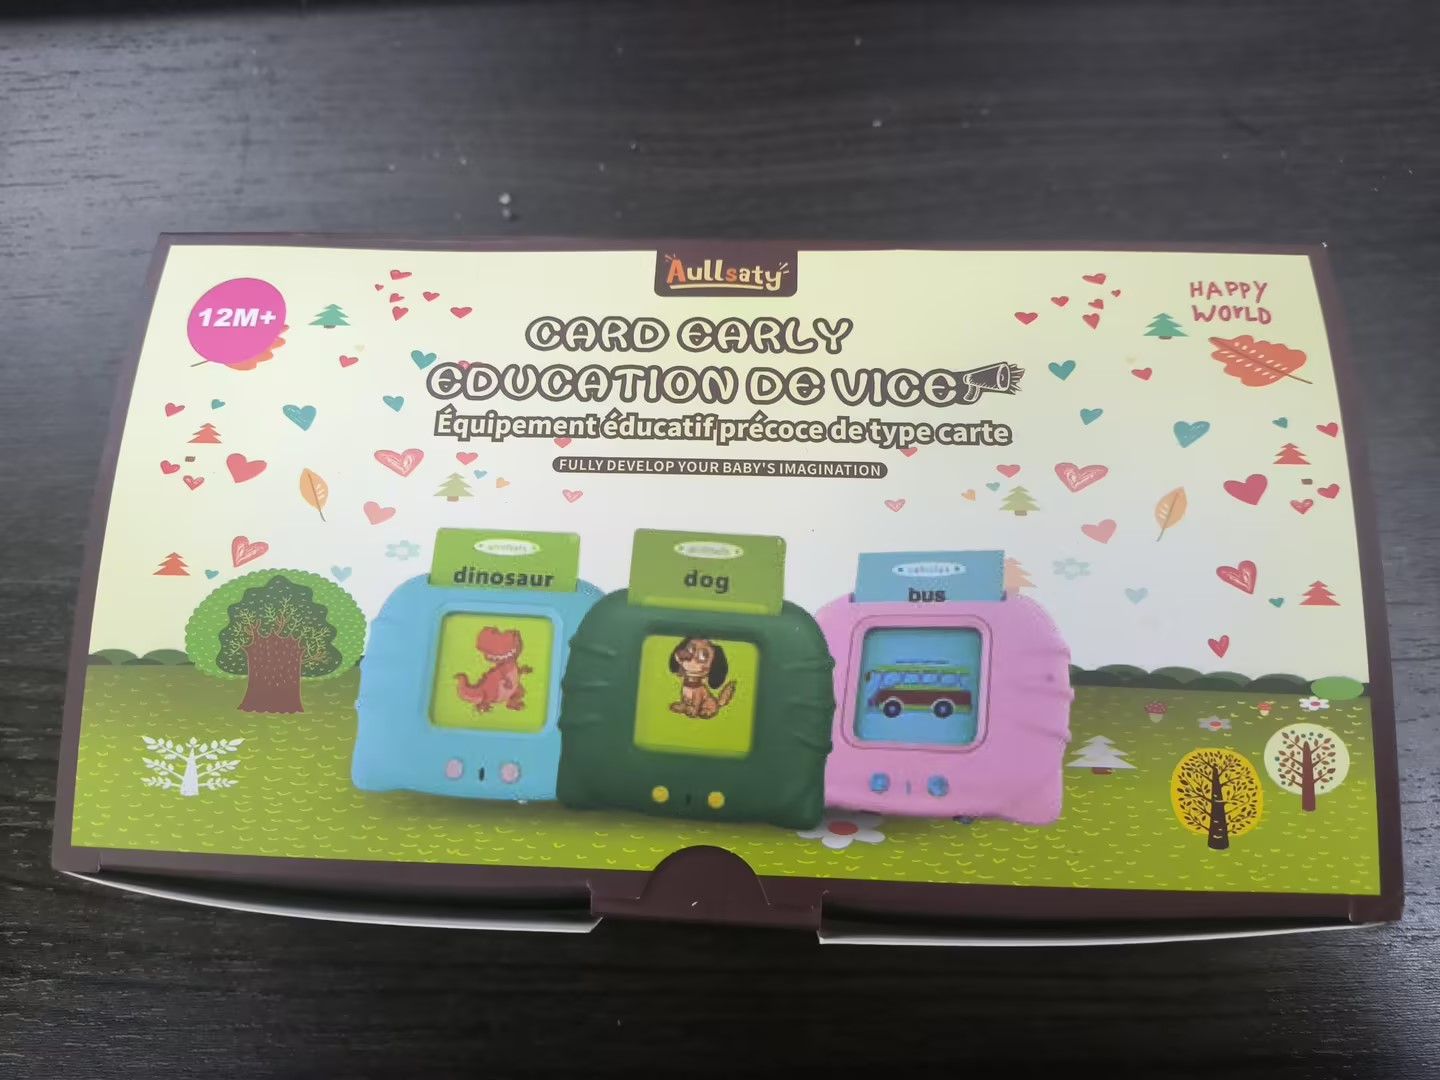 Aullsaty
12M+
HAPPY
WORLD
CARD EARLY
EDUCATION DE VICE
Équipement éducatif précoce de type carte
FULLY DEVELOP YOUR BABY'S IMAGINATION
dinosaur
dog
vehicles
bus